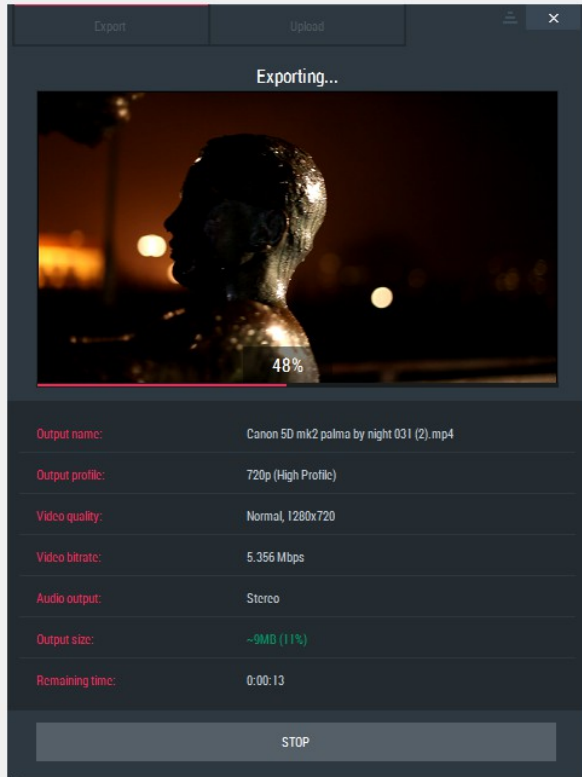 Export
Upload
Exporting...
48%
Output name: Canon 5D mk2 palma by night 031 (2).mp4
Output profile: 720p (High Profile)
Video quality: Normal, 1280x720
Video bitrate: 5.356 Mbps
Audio output: Stereo
Output size: ~9MB (11%)
Remaining time: 0:00:13
STOP